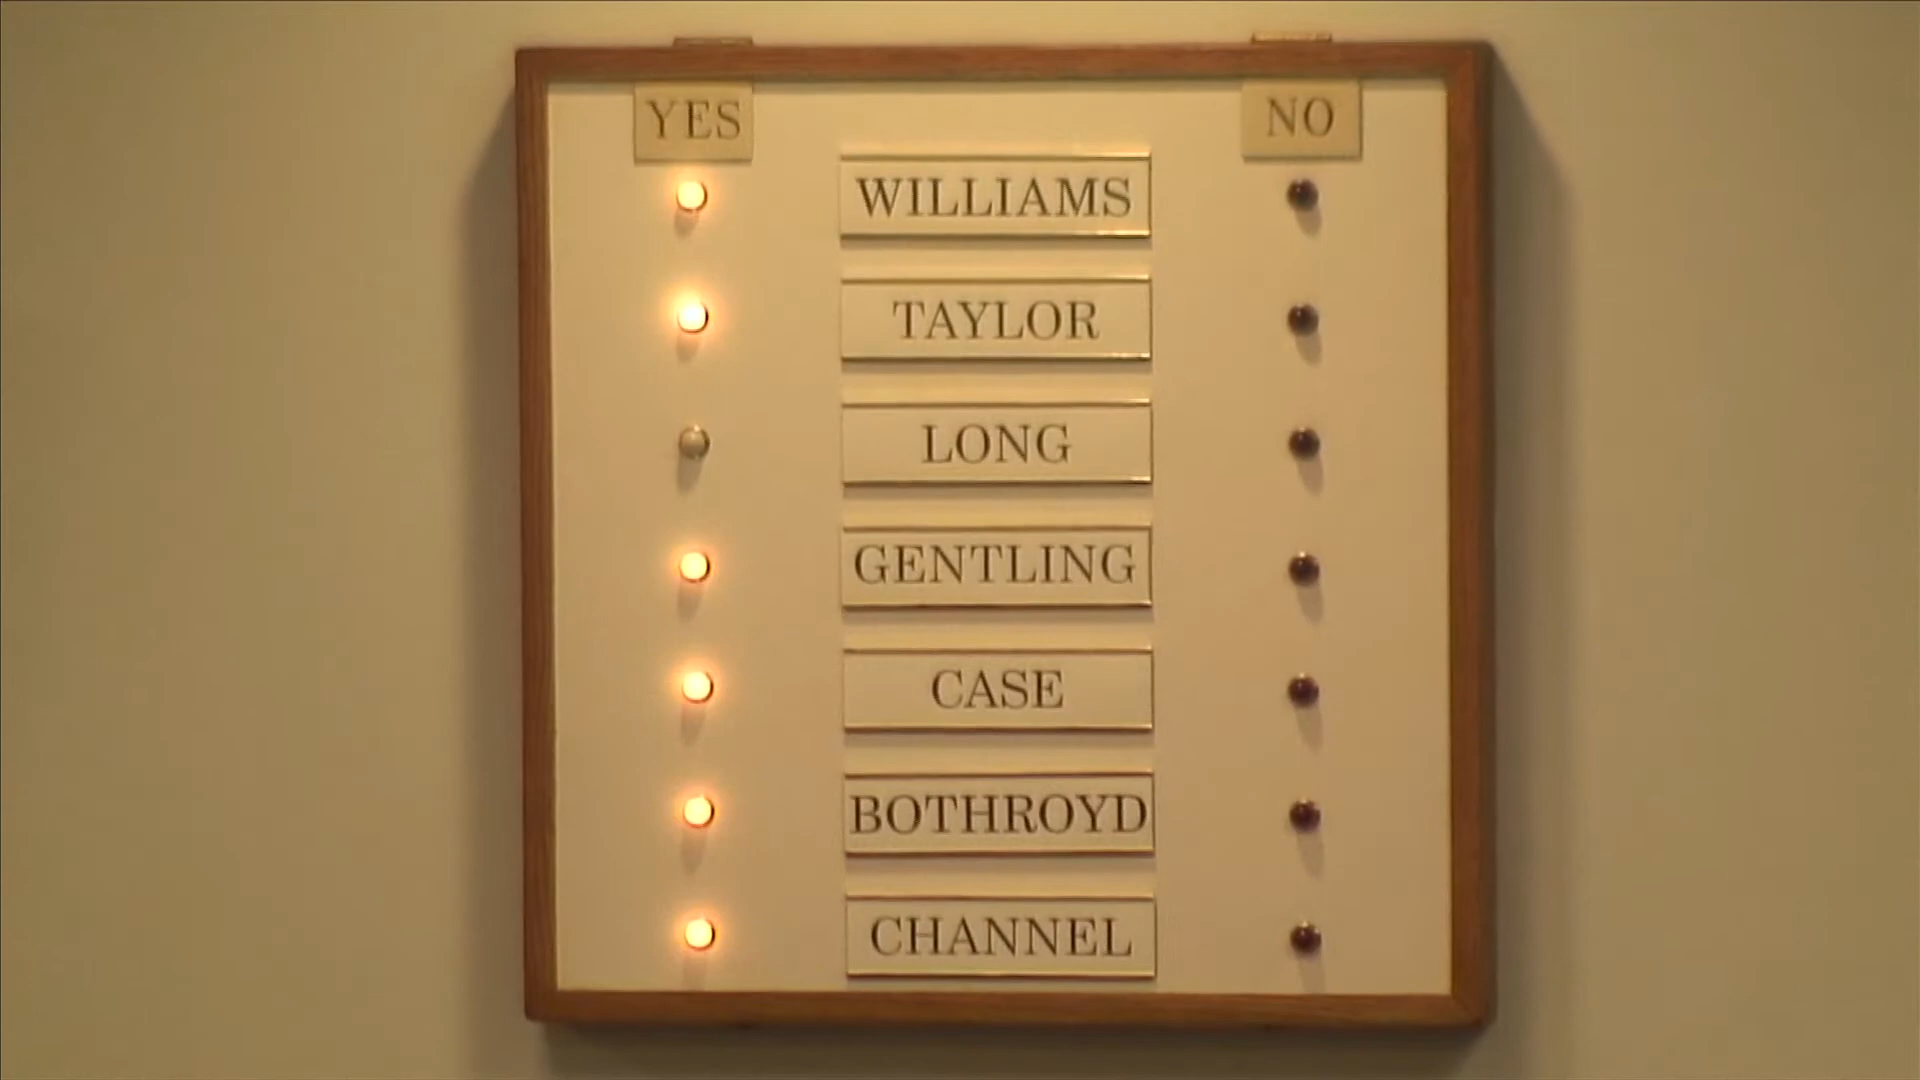 YES NO
WILLIAMS
TAYLOR
LONG
GENTLING
CASE
BOTHROYD
CHANNEL